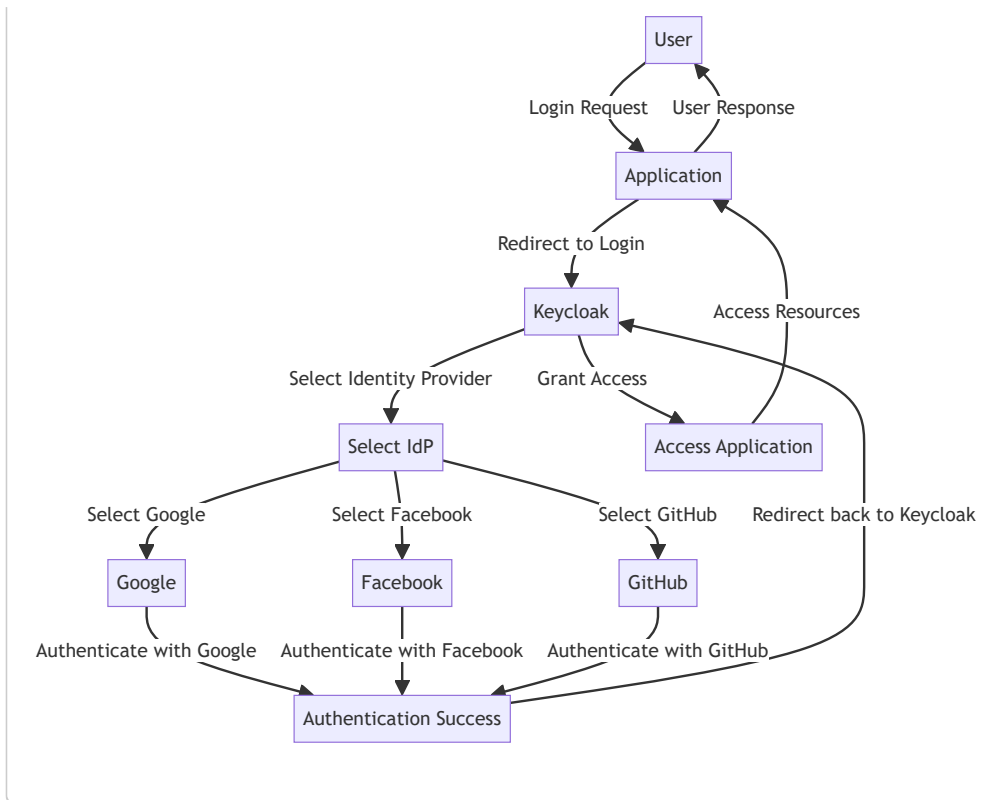 User
Login Request
User Response
Application
Redirect to Login
Keycloak
Access Resources
Select Identity Provider
Grant Access
Select IdP
Access Application
Select Google
Select Facebook
Select GitHub
Redirect back to Keycloak
Google
Facebook
GitHub
Authenticate with Google
Authenticate with Facebook
Authenticate with GitHub
Authentication Success